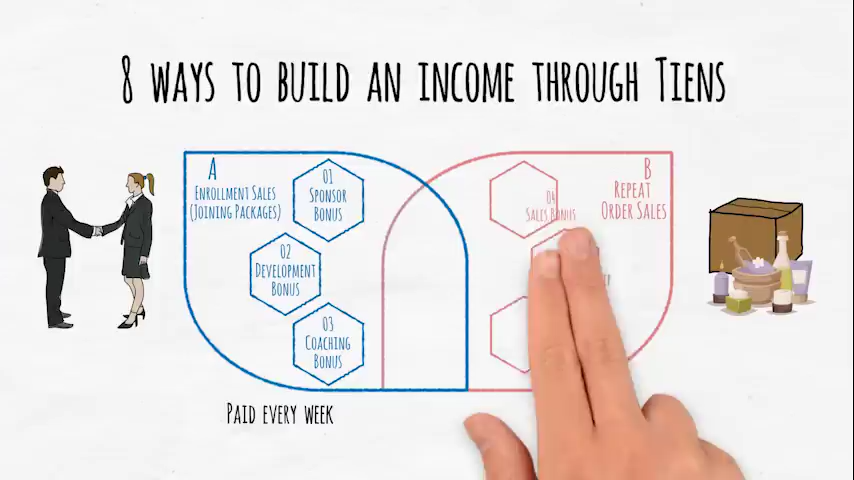 8 WAYS TO BUILD AN INCOME THROUGH TIENS
A
ENROLLMENT SALES
(JOINING PACKAGES)
01
SPONSOR
BONUS
02
DEVELOPMENT
BONUS
03
COACHING
BONUS
PAID EVERY WEEK
04
SALES BONUS
B
REPEAT
ORDER SALES